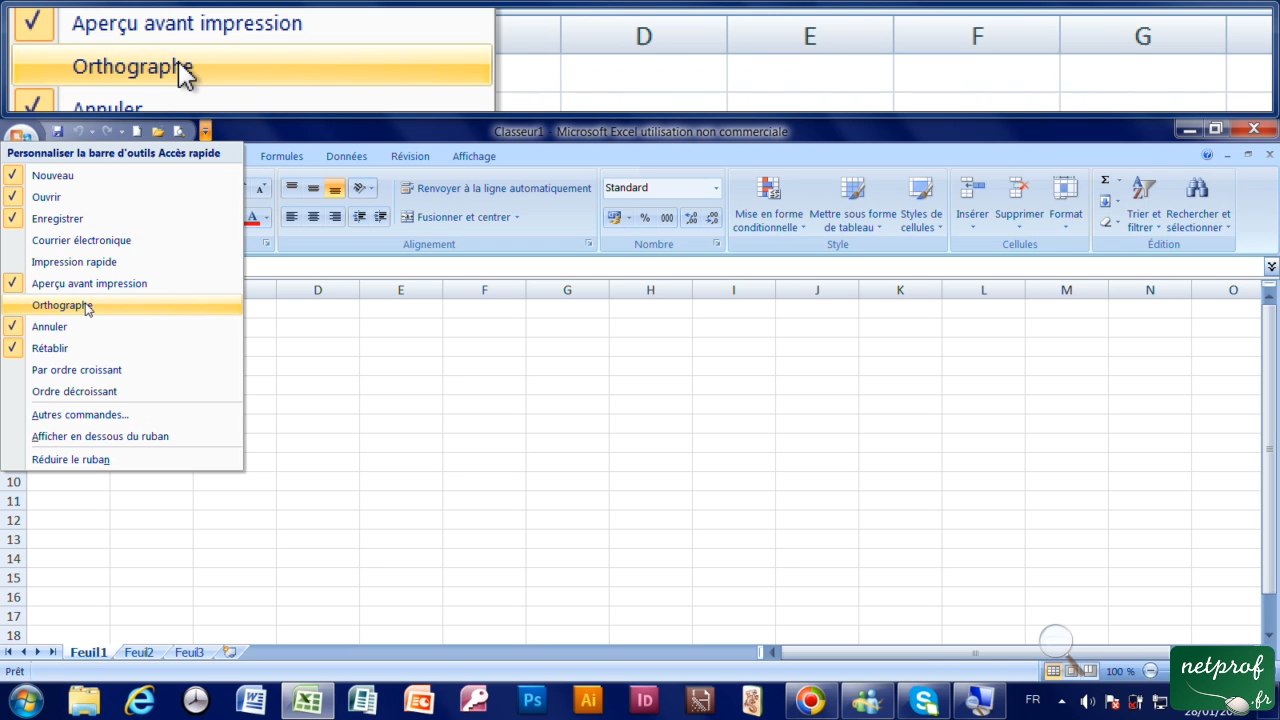 Aperçu avant impression
Orthographe
Annuler
D E F G
Classeur1 - Microsoft Excel utilisation non commerciale
Personnaliser la barre d'outils Accès rapide
Nouveau
Ouvrir
Enregistrer
Courrier électronique
Impression rapide
Aperçu avant impression
Orthographe
Annuler
Rétablir
Par ordre croissant
Ordre décroissant
Autres commandes...
Afficher en dessous du ruban
Réduire le ruban
Formules Données Révision Affichage
Renvoyer à la ligne automatiquement
Fusionner et centrer
Alignement
Standard
% 000
Nombre
Mise en forme conditionnelle
Mettre sous forme de tableau
Styles de cellules
Style
Insérer Supprimer Format
Cellules
Σ
Trier et filtrer
Rechercher et sélectionner
Édition
D E F G H I J K L M N O
10
11
12
13
14
15
16
17
18
Feuil1 Feuil2 Feuil3
Prêt
100 %
Ps Ai Id
FR
netprof
.fr